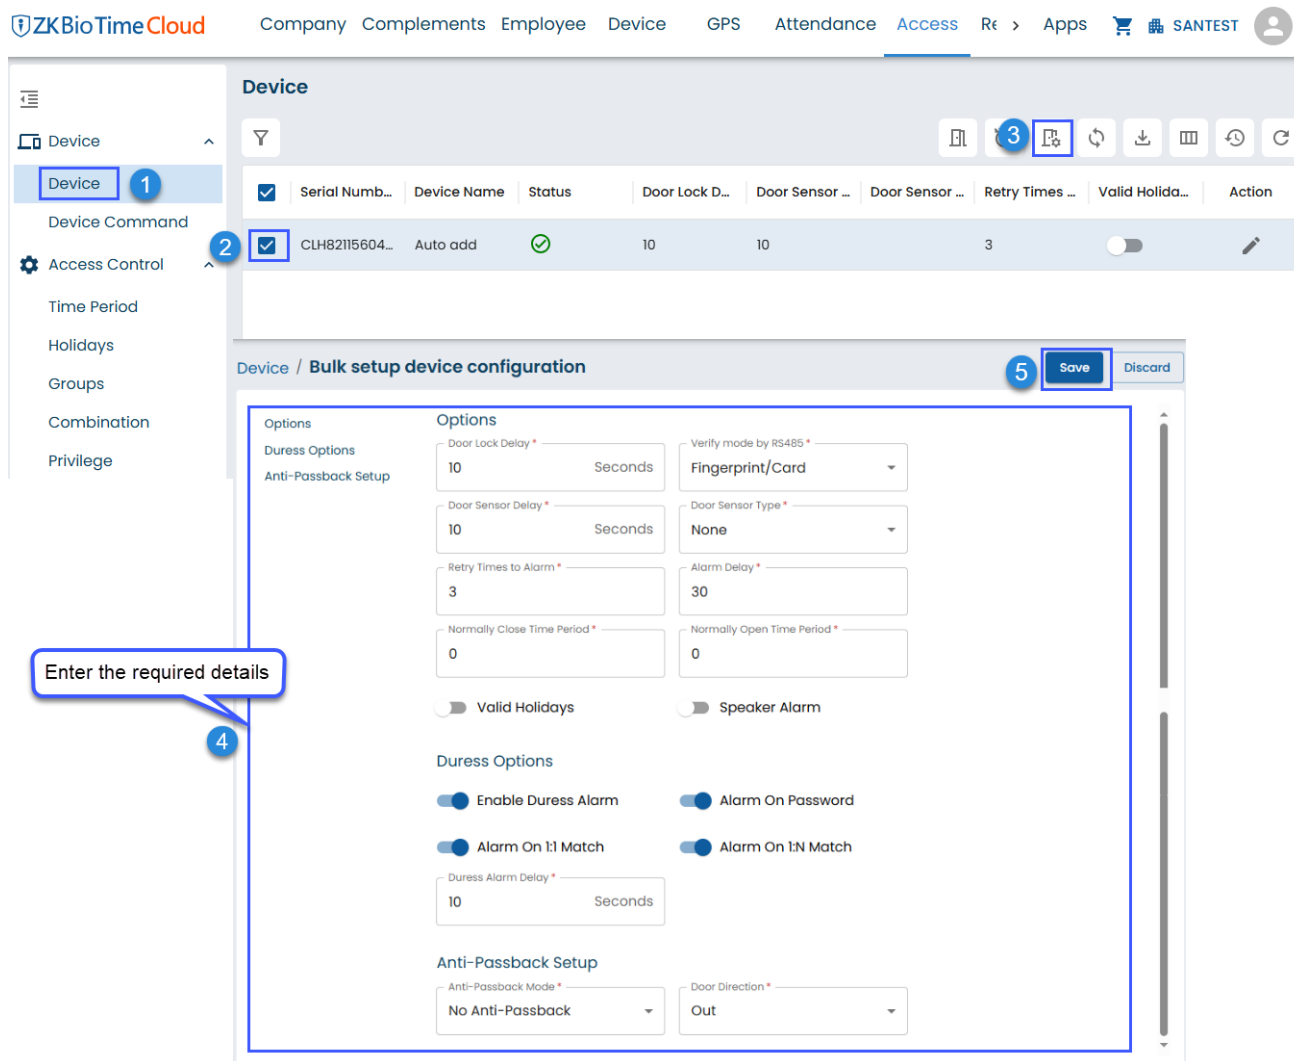 ZKBioTime Cloud
Company Complements Employee Device GPS Attendance Access Re > Apps SANTEST
Device
Device
3
Device 1
Serial Numb... Device Name Status Door Lock D... Door Sensor ... Door Sensor ... Retry Times ... Valid Holida... Action
Device Command
2 CLH82115604... Auto add 10 10 3
Access Control
Time Period
Holidays
Groups
Combination
Privilege
Device / Bulk setup device configuration 5 Save Discard
Options
Duress Options
Anti-Passback Setup
Options
Door Lock Delay * Verify mode by RS485 *
10 Seconds Fingerprint/Card
Door Sensor Delay * Door Sensor Type *
10 Seconds None
Retry Times to Alarm * Alarm Delay *
3 30
Normally Close Time Period * Normally Open Time Period *
0 0
Enter the required details
4
Valid Holidays Speaker Alarm
Duress Options
Enable Duress Alarm Alarm On Password
Alarm On 1:1 Match Alarm On 1:N Match
Duress Alarm Delay *
10 Seconds
Anti-Passback Setup
Anti-Passback Mode * Door Direction *
No Anti-Passback Out